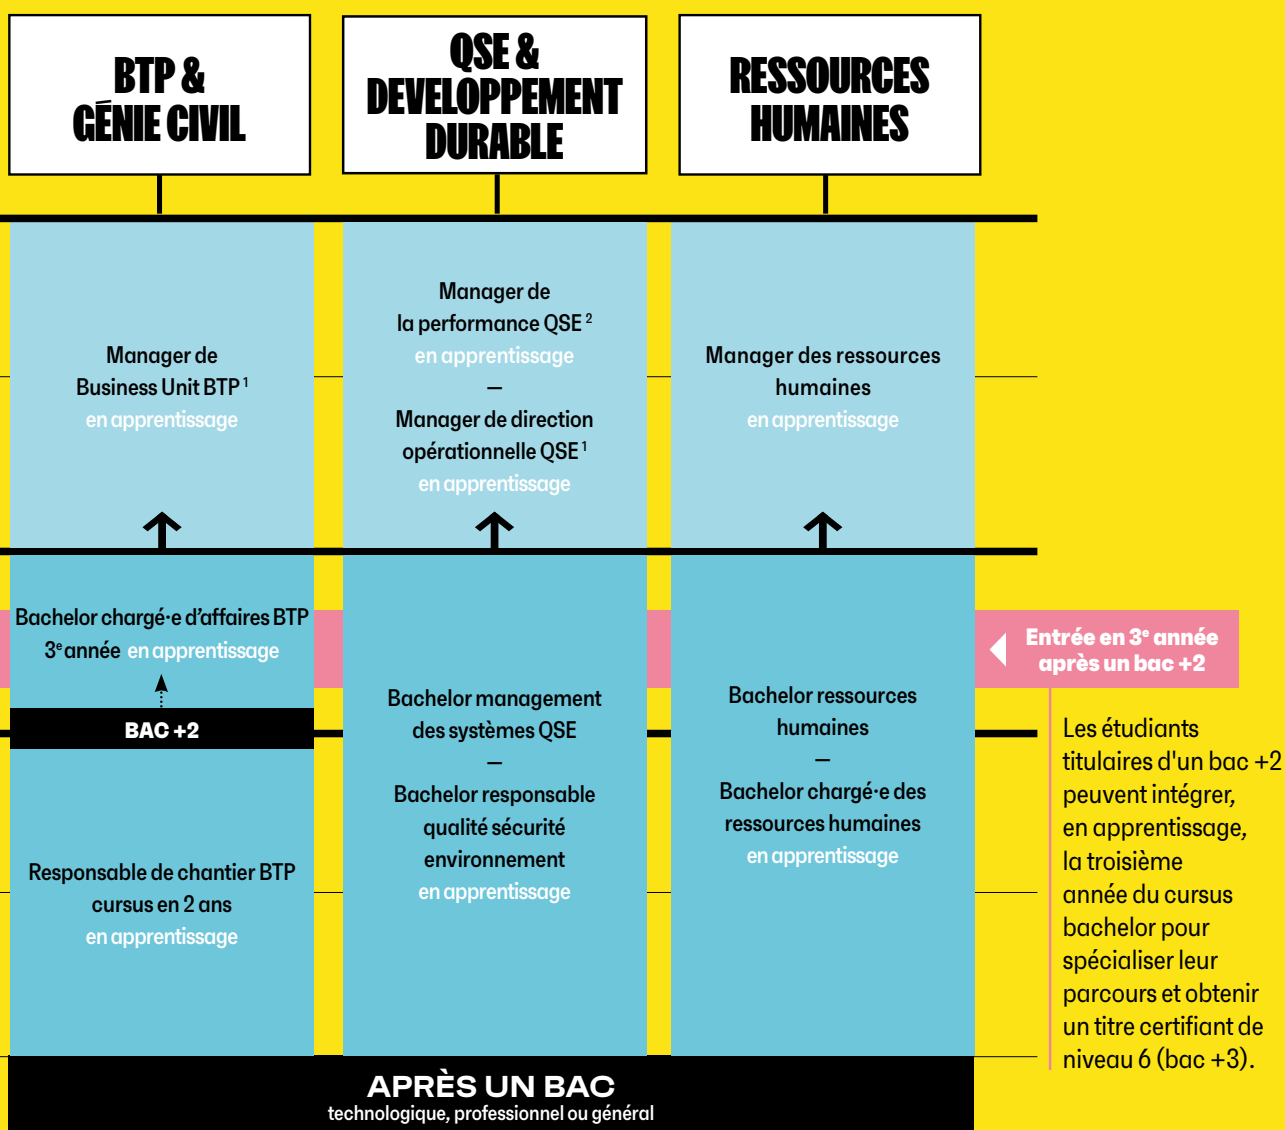 BTP &
GÉNIE CIVIL
QSE &
DEVELOPPEMENT
DURABLE
RESSOURCES
HUMAINES
Manager de
Business Unit BTP 1
en apprentissage
Manager de
la performance QSE 2
en apprentissage
—
Manager de direction
opérationnelle QSE 1
en apprentissage
Manager des ressources
humaines
en apprentissage
Bachelor chargé·e d'affaires BTP
3e année en apprentissage
BAC +2
Responsable de chantier BTP
cursus en 2 ans
en apprentissage
Bachelor management
des systèmes QSE
—
Bachelor responsable
qualité sécurité
environnement
en apprentissage
Bachelor ressources
humaines
—
Bachelor chargé·e des
ressources humaines
en apprentissage
Entrée en 3e année
après un bac +2
Les étudiants
titulaires d'un bac +2
peuvent intégrer,
en apprentissage,
la troisième
année du cursus
bachelor pour
spécialiser leur
parcours et obtenir
un titre certifiant de
niveau 6 (bac +3).
APRÈS UN BAC
technologique, professionnel ou général